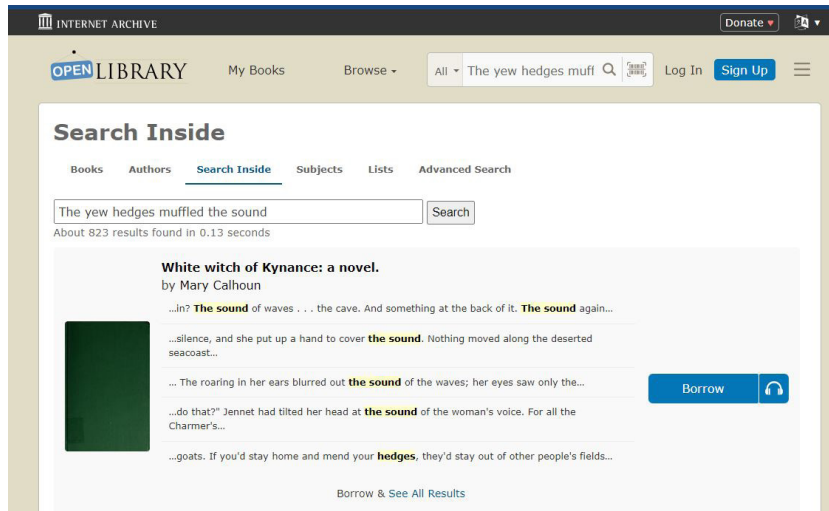 INTERNET ARCHIVE
Donate ♥
OPEN LIBRARY
My Books
Browse
All
The yew hedges muff
Log In
Sign Up
Search Inside
Books
Authors
Search Inside
Subjects
Lists
Advanced Search
The yew hedges muffled the sound
Search
About 823 results found in 0.13 seconds
White witch of Kynance: a novel.
by Mary Calhoun
...in? The sound of waves . . . the cave. And something at the back of it. The sound again...
...silence, and she put up a hand to cover the sound. Nothing moved along the deserted
seacoast...
... The roaring in her ears blurred out the sound of the waves; her eyes saw only the...
...do that?" Jennet had tilted her head at the sound of the woman's voice. For all the
Charmer's...
...goats. If you'd stay home and mend your hedges, they'd stay out of other people's fields...
Borrow
Borrow & See All Results